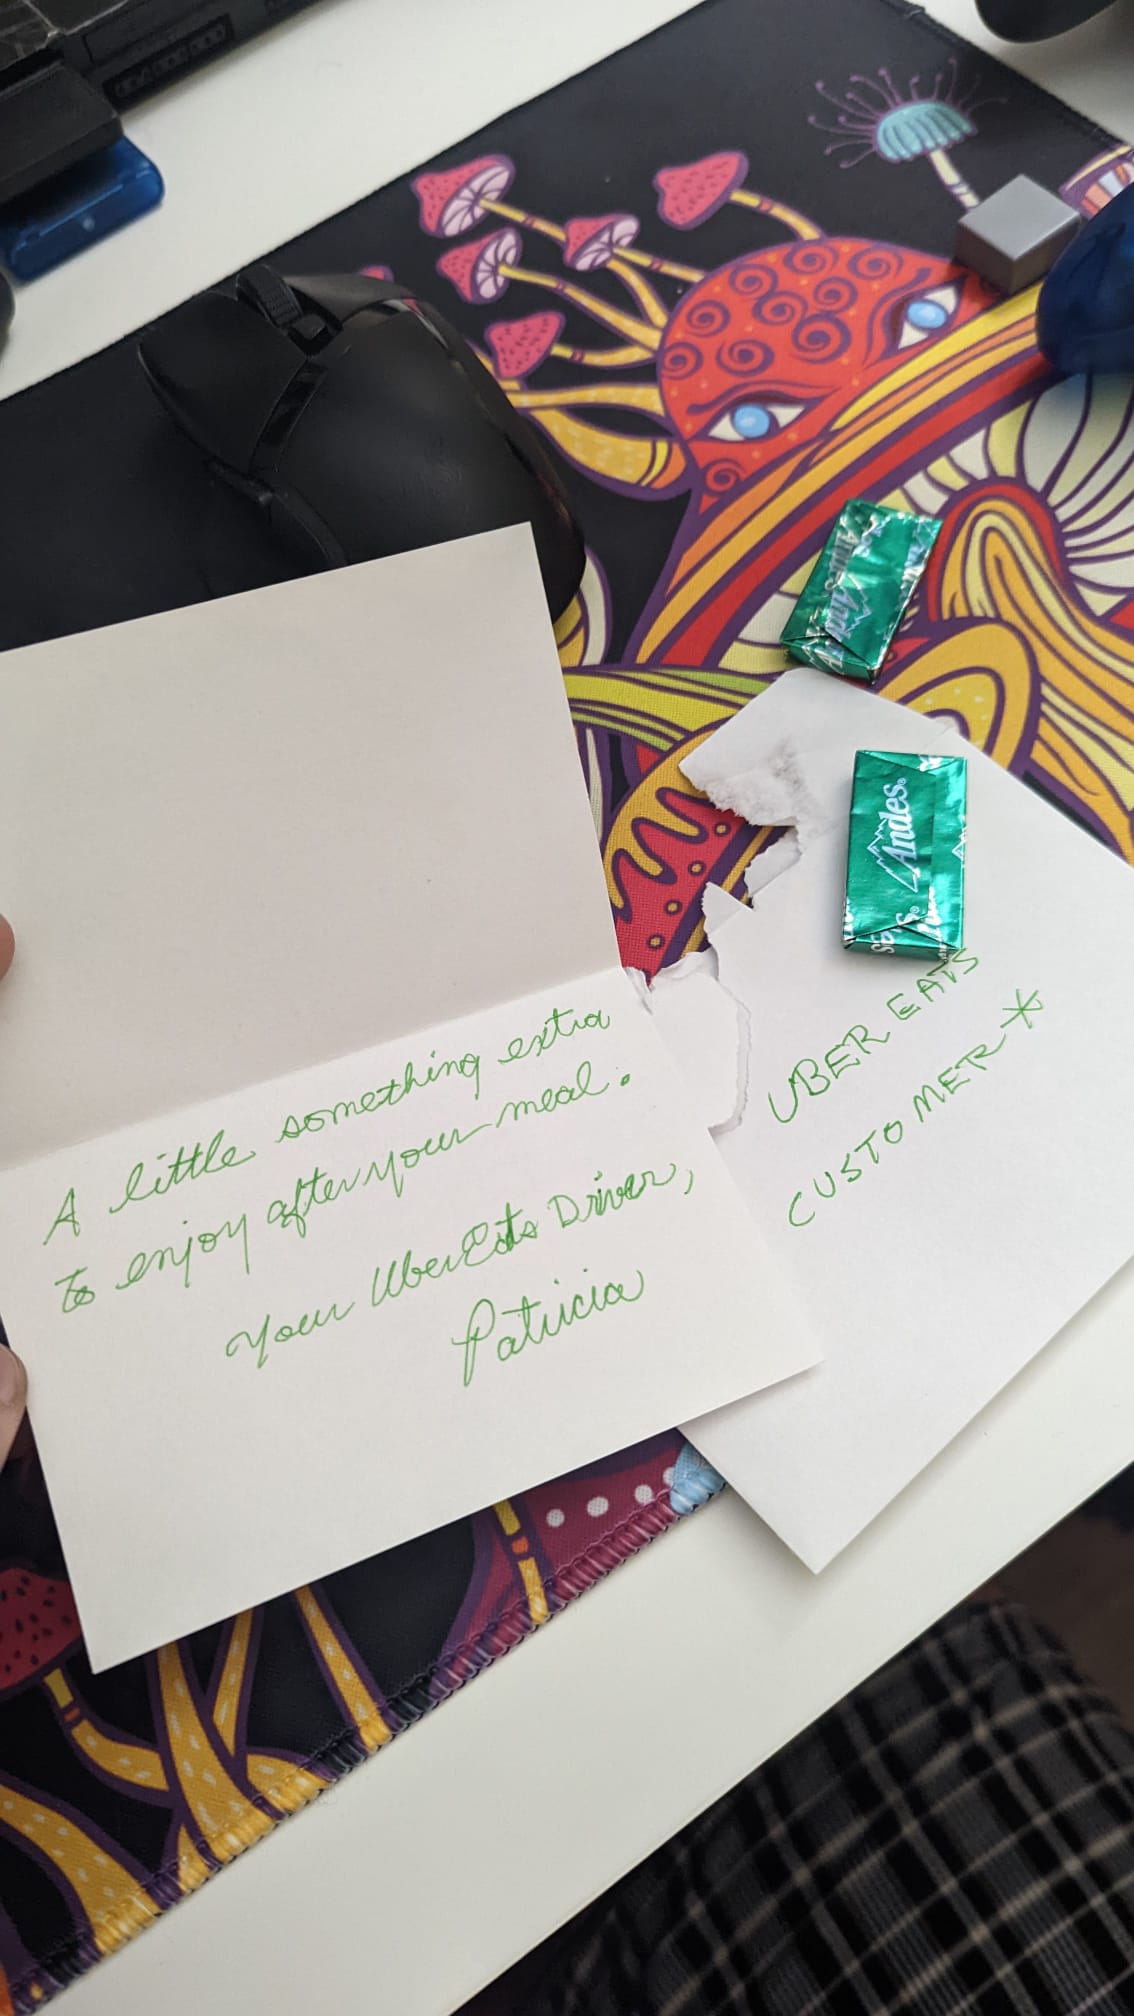 Andes
Andes®
A little something extra
to enjoy after your meal.
Your UberEats Driver,
Patricia
UBER EATS
CUSTOMER *